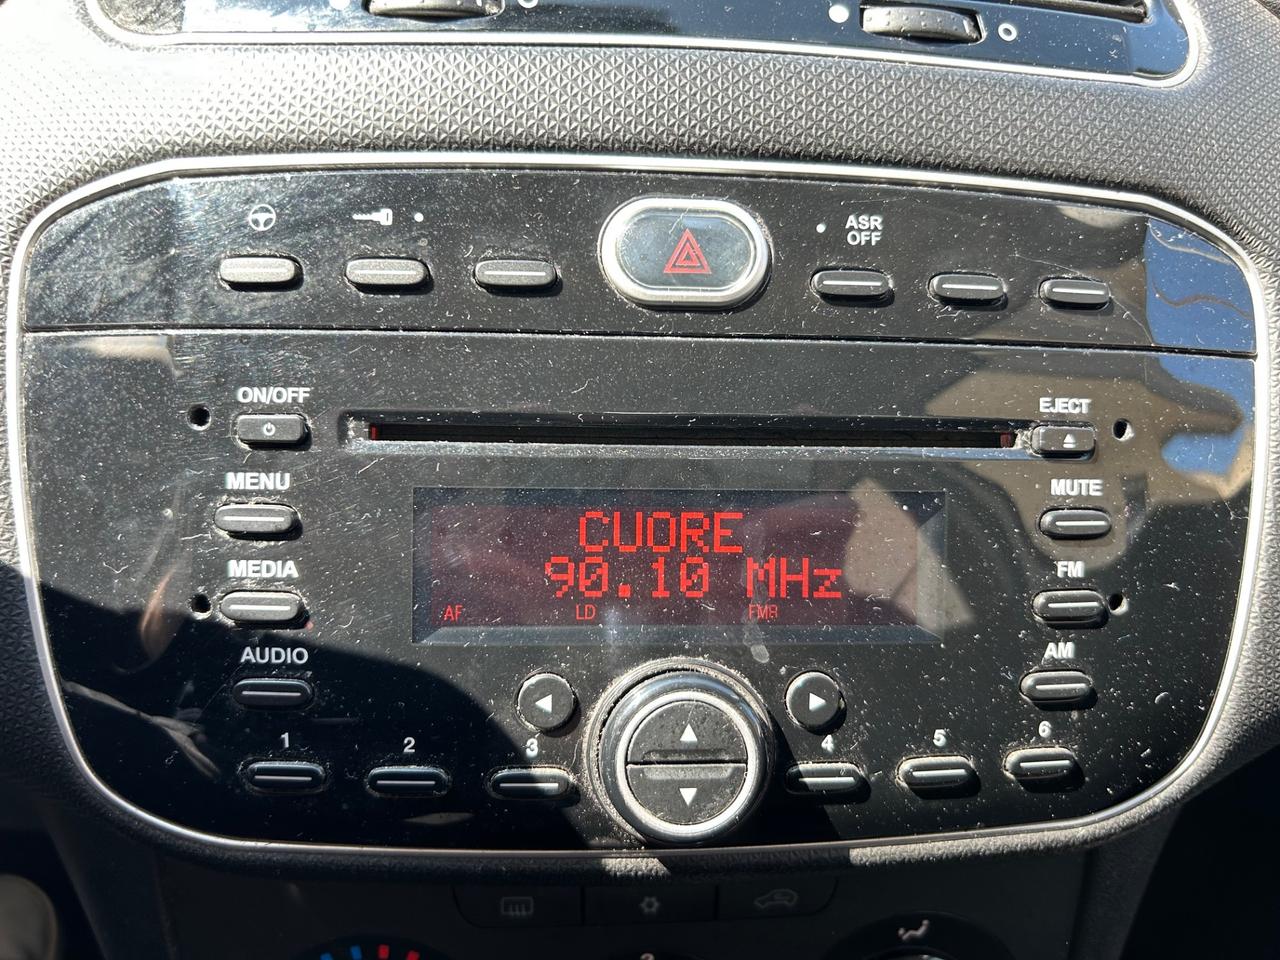 ASR
OFF
ON/OFF
EJECT
MENU
MUTE
MEDIA
FM
AUDIO
AM
CUORE
90.10 MHz
AF LD
1 2 3 4 5 6